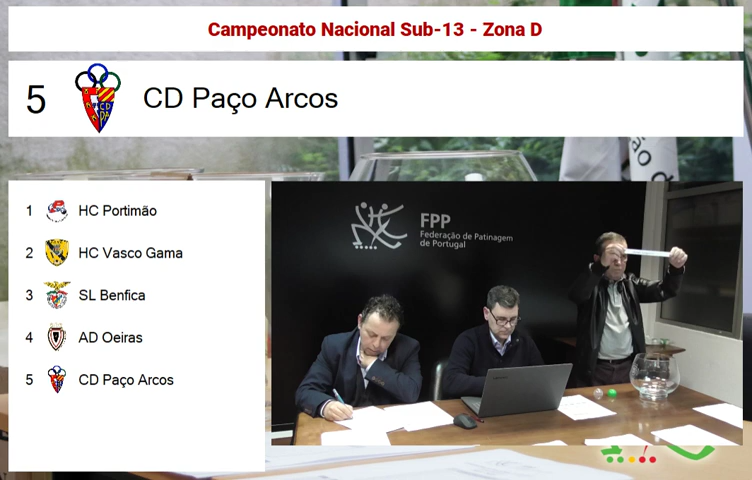 Campeonato Nacional Sub-13 - Zona D
5 CD Paço Arcos
1 HC Portimão
2 HC Vasco Gama
3 SL Benfica
4 AD Oeiras
5 CD Paço Arcos
FPP
Federação de Patinagem
de Portugal